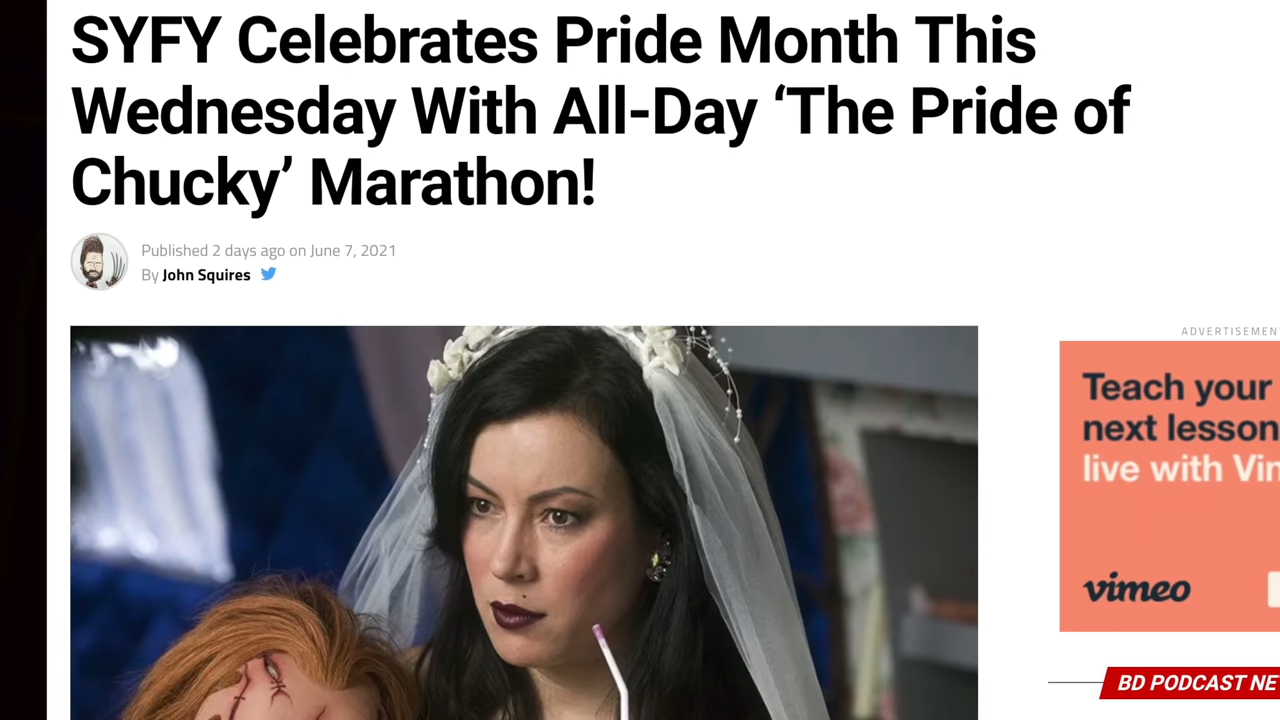 SYFY Celebrates Pride Month This
Wednesday With All-Day ‘The Pride of
Chucky’ Marathon!
Published 2 days ago on June 7, 2021
By John Squires
ADVERTISEMEN
Teach your
next lesson
live with Vim
vimeo
BD PODCAST NE